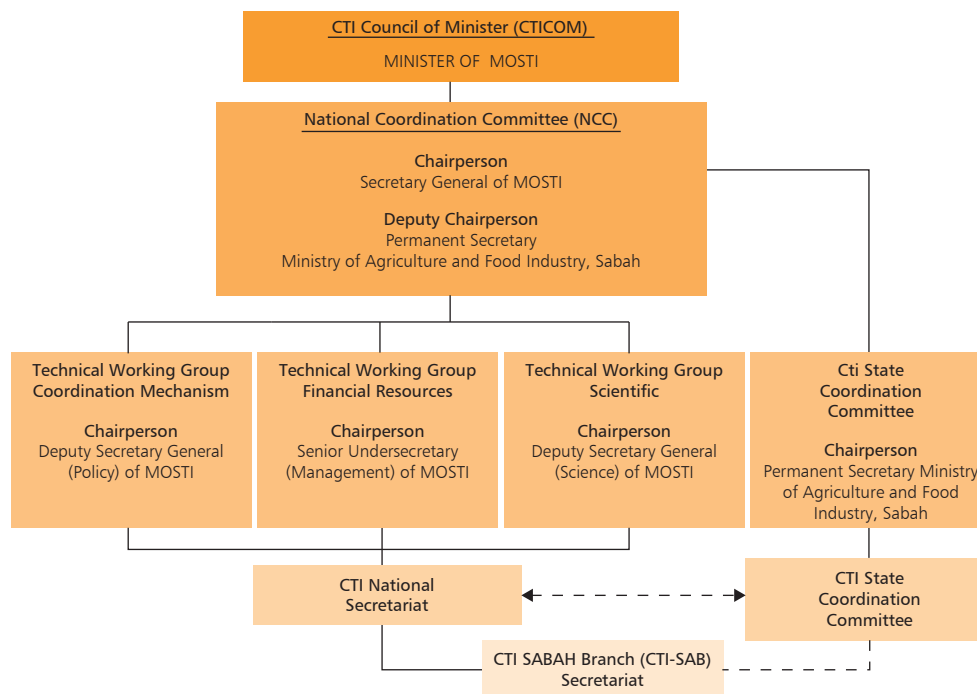 CTI Council of Minister (CTICOM)
MINISTER OF MOSTI
National Coordination Committee (NCC)
Chairperson
Secretary General of MOSTI
Deputy Chairperson
Permanent Secretary
Ministry of Agriculture and Food Industry, Sabah
Technical Working Group
Coordination Mechanism
Chairperson
Deputy Secretary General
(Policy) of MOSTI
Technical Working Group
Financial Resources
Chairperson
Senior Undersecretary
(Management) of MOSTI
Technical Working Group
Scientific
Chairperson
Deputy Secretary General
(Science) of MOSTI
Cti State
Coordination
Committee
Chairperson
Permanent Secretary Ministry
of Agriculture and Food
Industry, Sabah
CTI National
Secretariat
CTI State
Coordination
Committee
CTI SABAH Branch (CTI-SAB)
Secretariat